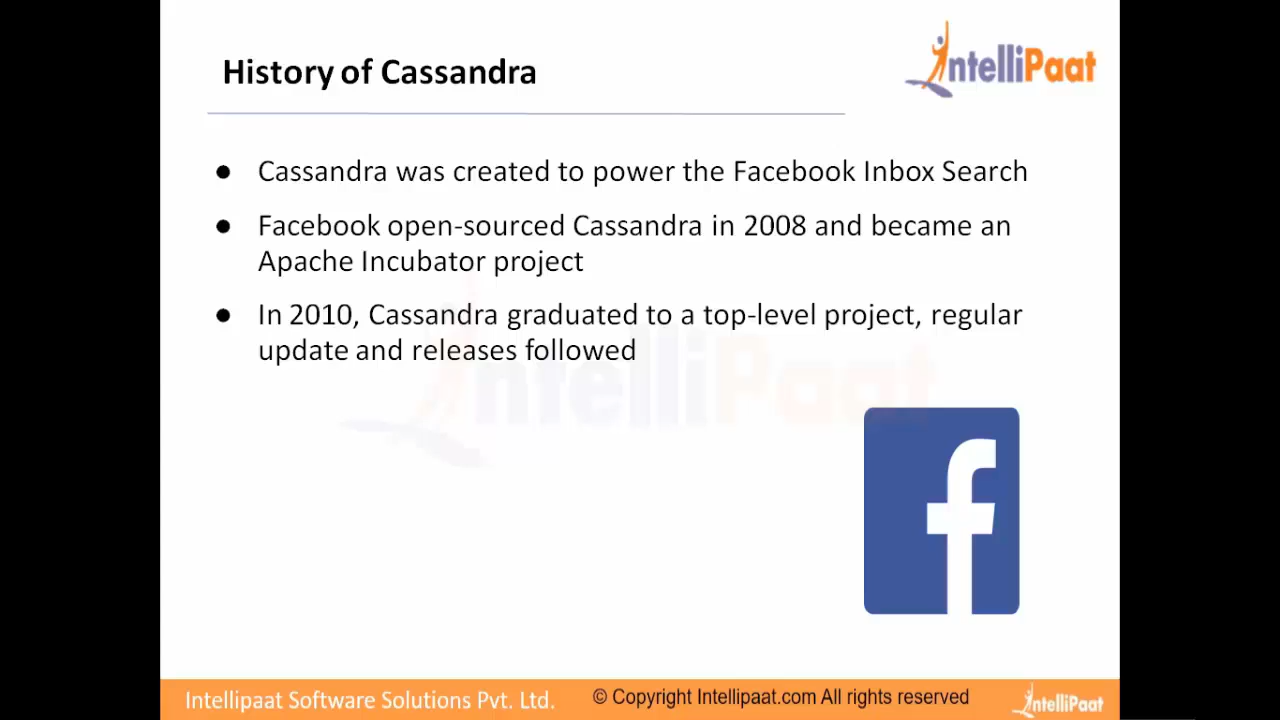 History of Cassandra
IntelliPaat
● Cassandra was created to power the Facebook Inbox Search
● Facebook open-sourced Cassandra in 2008 and became an
Apache Incubator project
● In 2010, Cassandra graduated to a top-level project, regular
update and releases followed
IntelliPaat
f
Intellipaat Software Solutions Pvt. Ltd.
© Copyright Intellipaat.com All rights reserved
IntelliPaat